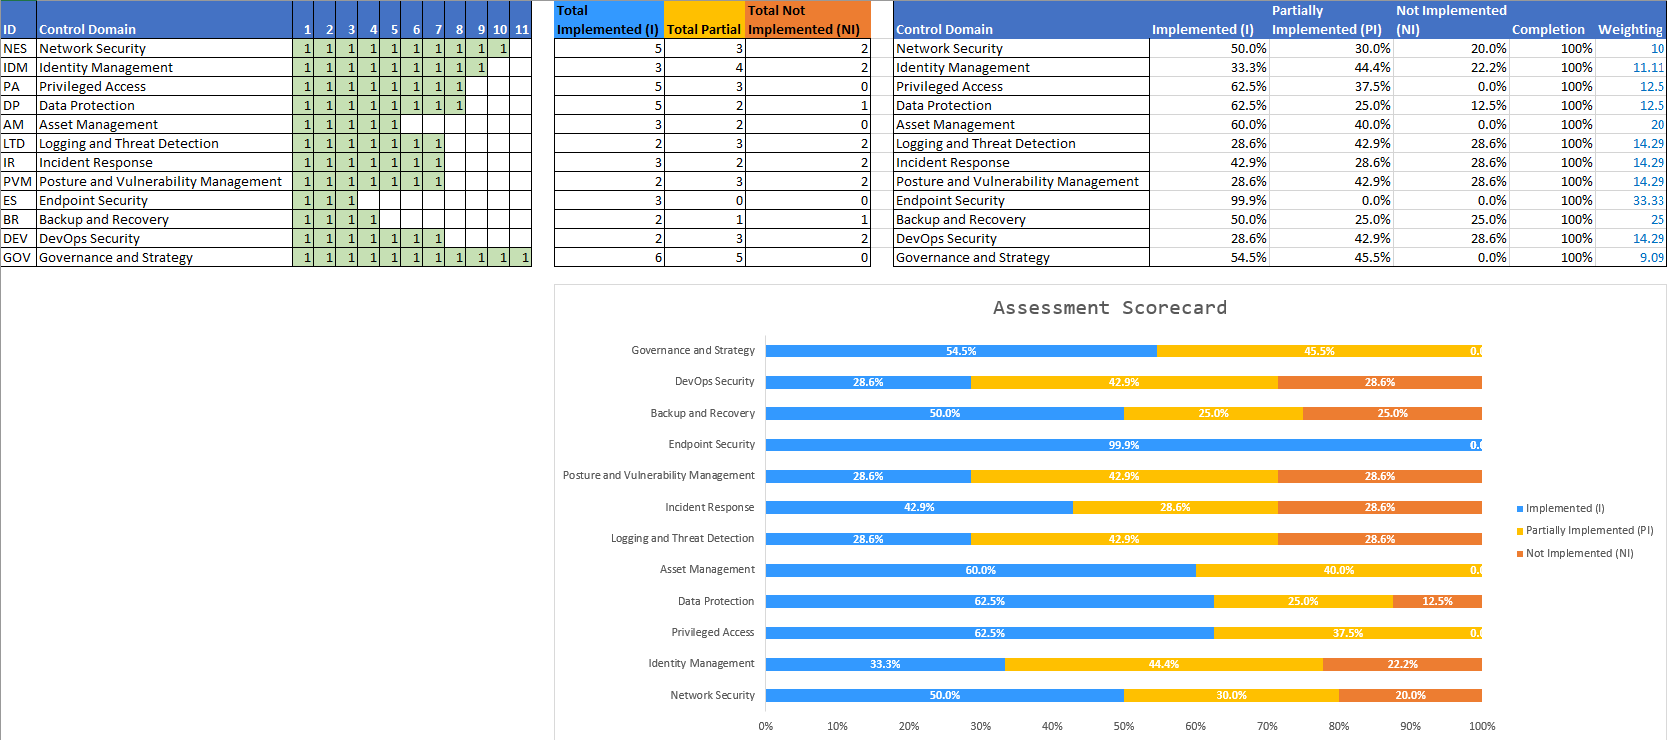 ID Control Domain 1 2 3 4 5 6 7 8 9 10 11
NES Network Security 1 1 1 1 1 1 1 1 1 1
IDM Identity Management 1 1 1 1 1 1 1 1 1
PA Privileged Access 1 1 1 1 1 1 1 1
DP Data Protection 1 1 1 1 1 1 1 1
AM Asset Management 1 1 1 1 1
LTD Logging and Threat Detection 1 1 1 1 1 1 1
IR Incident Response 1 1 1 1 1 1 1
PVM Posture and Vulnerability Management 1 1 1 1 1 1 1
ES Endpoint Security 1 1 1
BR Backup and Recovery 1 1 1 1
DEV DevOps Security 1 1 1 1 1 1 1
GOV Governance and Strategy 1 1 1 1 1 1 1 1 1 1 1
Total Total Not
Implemented (I) Total Partial Implemented (NI)
5 3 2
3 4 2
5 3 0
5 2 1
3 2 0
2 3 2
3 2 2
2 3 2
3 0 0
2 1 1
2 3 2
6 5 0
Partially Not Implemented
Control Domain Implemented (I) Implemented (PI) (NI) Completion Weighting
Network Security 50.0% 30.0% 20.0% 100% 10
Identity Management 33.3% 44.4% 22.2% 100% 11.11
Privileged Access 62.5% 37.5% 0.0% 100% 12.5
Data Protection 62.5% 25.0% 12.5% 100% 12.5
Asset Management 60.0% 40.0% 0.0% 100% 20
Logging and Threat Detection 28.6% 42.9% 28.6% 100% 14.29
Incident Response 42.9% 28.6% 28.6% 100% 14.29
Posture and Vulnerability Management 28.6% 42.9% 28.6% 100% 14.29
Endpoint Security 99.9% 0.0% 0.0% 100% 33.33
Backup and Recovery 50.0% 25.0% 25.0% 100% 25
DevOps Security 28.6% 42.9% 28.6% 100% 14.29
Governance and Strategy 54.5% 45.5% 0.0% 100% 9.09
Assessment Scorecard
Governance and Strategy 54.5% 45.5%
DevOps Security 28.6% 42.9% 28.6%
Backup and Recovery 50.0% 25.0% 25.0%
Endpoint Security 99.9%
Posture and Vulnerability Management 28.6% 42.9% 28.6%
Incident Response 42.9% 28.6% 28.6%
Logging and Threat Detection 28.6% 42.9% 28.6%
Asset Management 60.0% 40.0%
Data Protection 62.5% 25.0% 12.5%
Privileged Access 62.5% 37.5%
Identity Management 33.3% 44.4% 22.2%
Network Security 50.0% 30.0% 20.0%
0% 10% 20% 30% 40% 50% 60% 70% 80% 90% 100%
Implemented (I)
Partially Implemented (PI)
Not Implemented (NI)